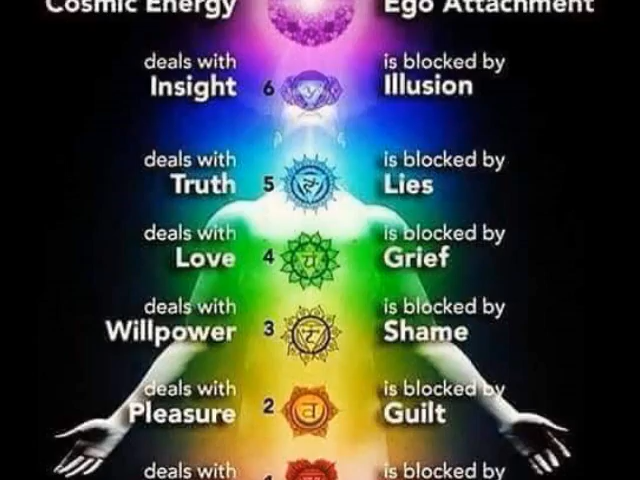 Cosmic Energy Ego Attachment
deals with is blocked by
Insight 6 Illusion
deals with is blocked by
Truth 5 Lies
deals with is blocked by
Love 4 Grief
deals with is blocked by
Willpower 3 Shame
deals with is blocked by
Pleasure 2 Guilt
deals with is blocked by